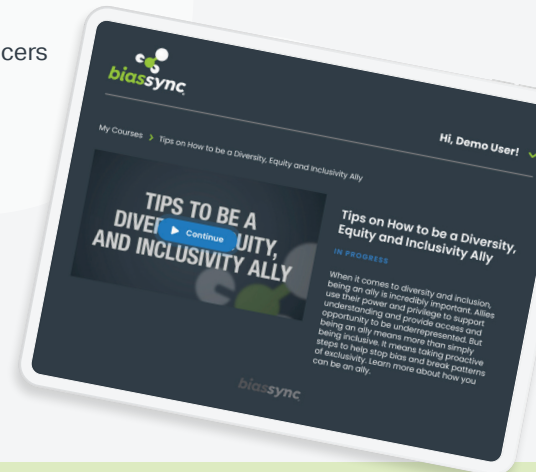 cers
biassync
Hi, Demo User!
My Courses > Tips on How to be a Diversity, Equity and Inclusivity Ally
TIPS TO BE A
DIVER UITY,
AND INCLUSIVITY ALLY
Continue
Tips on How to be a Diversity,
Equity and Inclusivity Ally
IN PROGRESS
When it comes to diversity and inclusion,
being an ally is incredibly important. Allies
use their power and privilege to support
understanding and provide access and
opportunity to be underrepresented. But
being an ally means more than simply
being inclusive. It means taking proactive
steps to help stop bias and break patterns
of exclusivity. Learn more about how you
can be an ally.
biassync